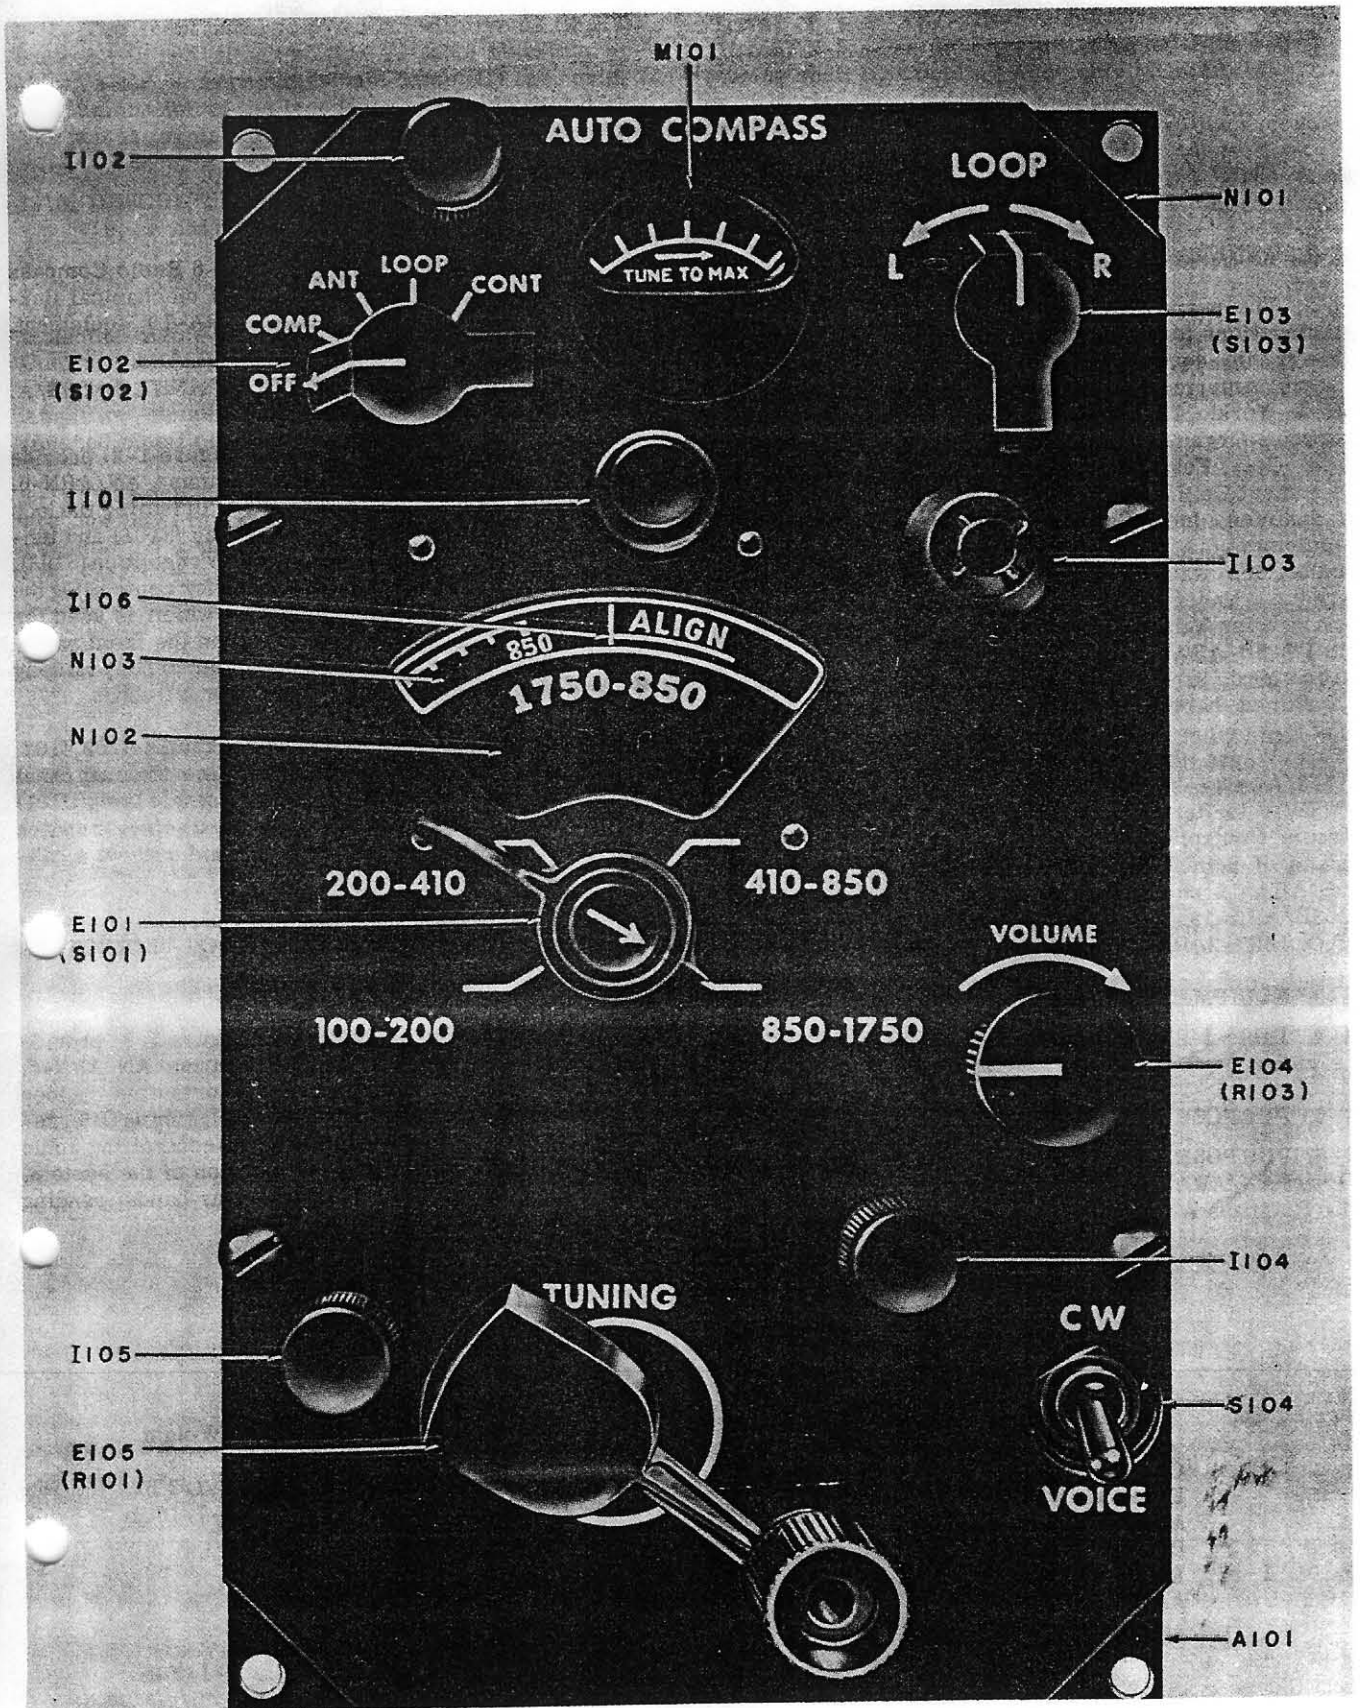 M101
AUTO COMPASS
I102
LOOP
N101
TUNE TO MAX
L R
ANT LOOP CONT
COMP
OFF
E102
(S102)
E103
(S103)
I101
I103
I106
ALIGN
850
N103
1750-850
N102
200-410
410-850
E101
(S101)
VOLUME
100-200
850-1750
E104
(R103)
I104
TUNING
CW
I105
S104
E105
(R101)
VOICE
A101